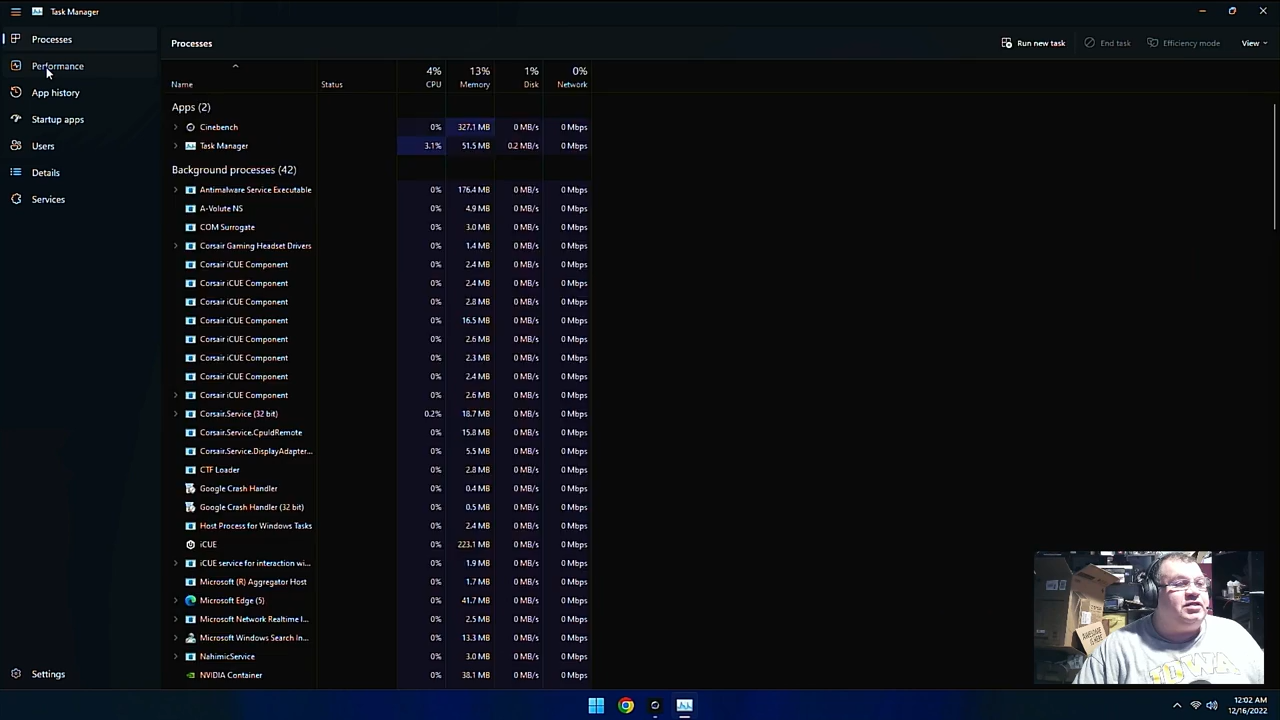 Task Manager
Processes
Performance
App history
Startup apps
Users
Details
Services
Settings
Processes
Run new task
End task
Efficiency mode
View
4% 13% 1% 0%
Name Status CPU Memory Disk Network
Apps (2)
Cinebench 0% 327.1 MB 0 MB/s 0 Mbps
Task Manager 3.1% 51.5 MB 0.2 MB/s 0 Mbps
Background processes (42)
Antimalware Service Executable 0% 176.4 MB 0 MB/s 0 Mbps
A-Volute NS 0% 4.9 MB 0 MB/s 0 Mbps
COM Surrogate 0% 3.0 MB 0 MB/s 0 Mbps
Corsair Gaming Headset Drivers 0% 1.4 MB 0 MB/s 0 Mbps
Corsair iCUE Component 0% 2.4 MB 0 MB/s 0 Mbps
Corsair iCUE Component 0% 2.4 MB 0 MB/s 0 Mbps
Corsair iCUE Component 0% 2.8 MB 0 MB/s 0 Mbps
Corsair iCUE Component 0% 16.5 MB 0 MB/s 0 Mbps
Corsair iCUE Component 0% 2.6 MB 0 MB/s 0 Mbps
Corsair iCUE Component 0% 2.3 MB 0 MB/s 0 Mbps
Corsair iCUE Component 0% 2.4 MB 0 MB/s 0 Mbps
Corsair iCUE Component 0% 2.6 MB 0 MB/s 0 Mbps
Corsair.Service (32 bit) 0.2% 18.7 MB 0 MB/s 0 Mbps
Corsair.Service.CpuIdRemote 0% 15.8 MB 0 MB/s 0 Mbps
Corsair.Service.DisplayAdapter... 0% 5.5 MB 0 MB/s 0 Mbps
CTF Loader 0% 2.8 MB 0 MB/s 0 Mbps
Google Crash Handler 0% 0.4 MB 0 MB/s 0 Mbps
Google Crash Handler (32 bit) 0% 0.5 MB 0 MB/s 0 Mbps
Host Process for Windows Tasks 0% 2.4 MB 0 MB/s 0 Mbps
iCUE 0% 223.1 MB 0 MB/s 0 Mbps
iCUE service for interaction wi... 0% 1.9 MB 0 MB/s 0 Mbps
Microsoft (R) Aggregator Host 0% 1.7 MB 0 MB/s 0 Mbps
Microsoft Edge (5) 0% 41.7 MB 0 MB/s 0 Mbps
Microsoft Network Realtime I... 0% 2.5 MB 0 MB/s 0 Mbps
Microsoft Windows Search In... 0% 13.3 MB 0 MB/s 0 Mbps
NahimicService 0% 3.0 MB 0 MB/s 0 Mbps
NVIDIA Container 0% 38.1 MB 0 MB/s 0 Mbps
IOWA
12:02 AM
12/16/2022